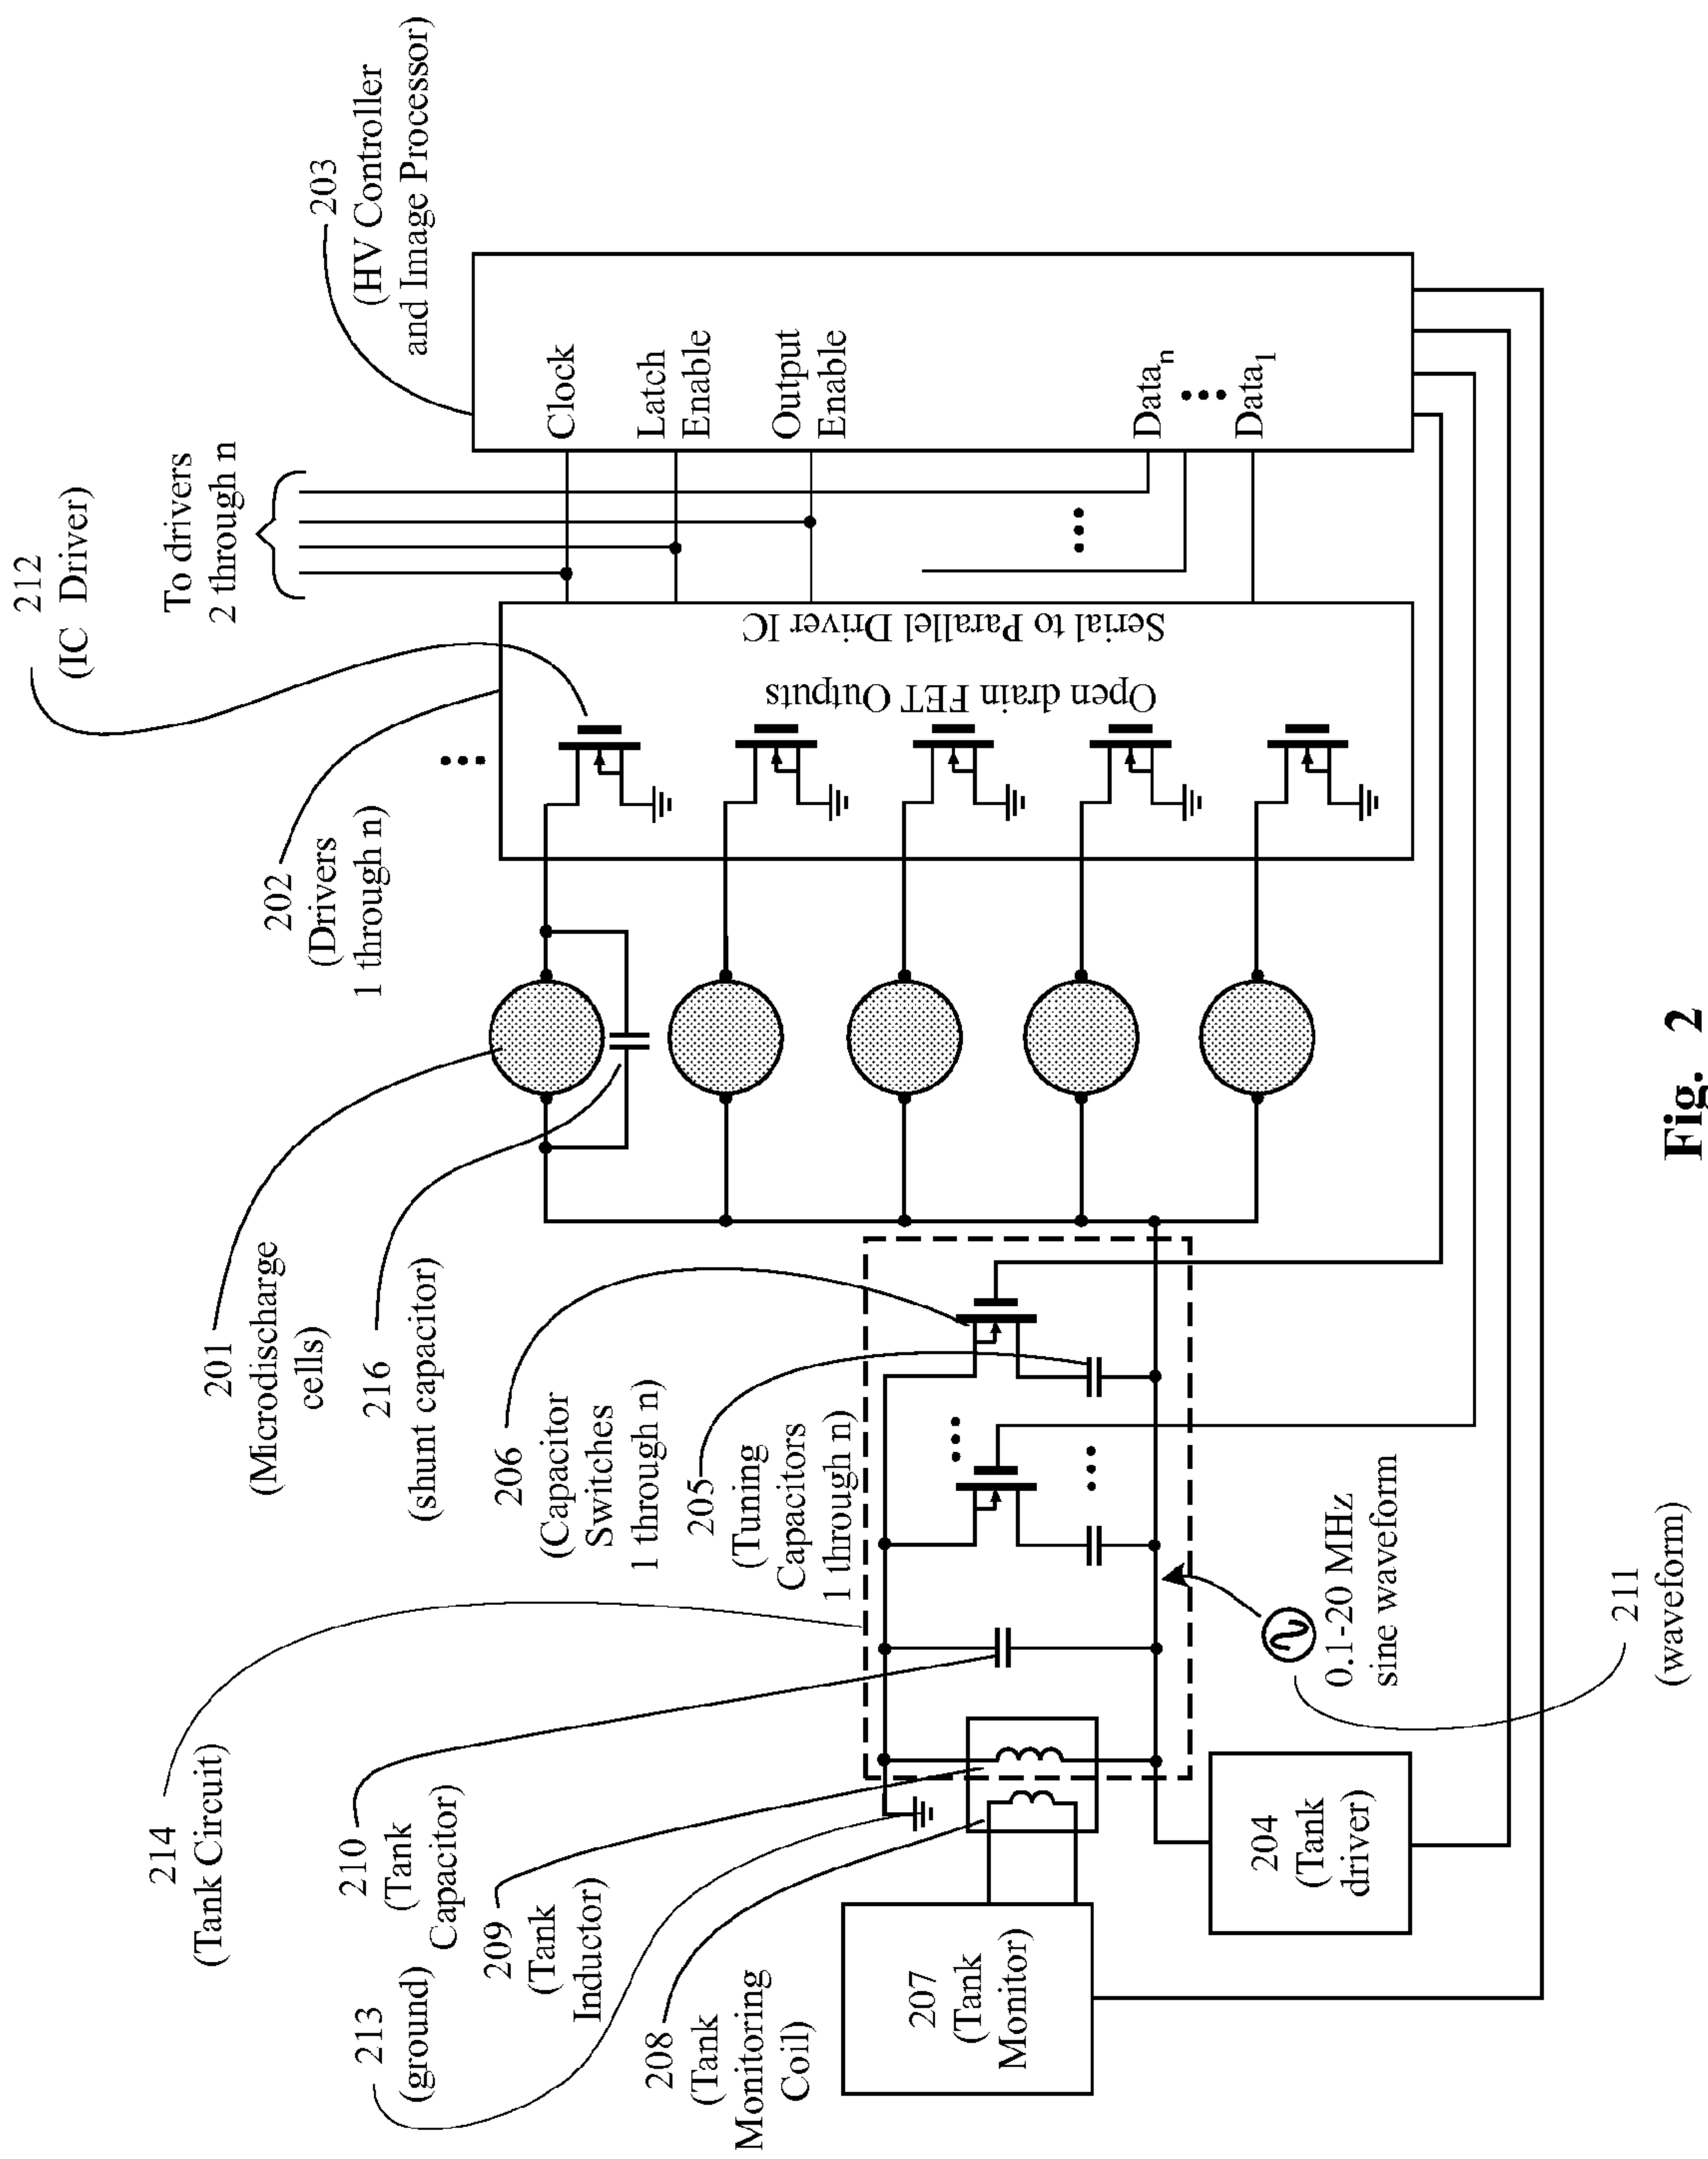 212
(IC Driver)
To drivers
2 through n
203
(HV Controller
and Image Processor)
202
(Drivers
1 through n)
201
(Microdischarge
cells)
216
(shunt capacitor)
206
(Capacitor
Switches
1 through n)
205
(Tuning
Capacitors
1 through n)
214
(Tank Circuit)
210
(Tank
Capacitor)
209
(Tank
Inductor)
213
(ground)
208
(Tank
Monitoring
Coil)
Clock
Latch
Enable
Output
Enable
Data_n
Data_1
Serial to Parallel Driver IC
Open drain FET Outputs
207
(Tank
Monitor)
204
(Tank
driver)
0.1-20 MHz
sine waveform
211
(waveform)
Fig. 2